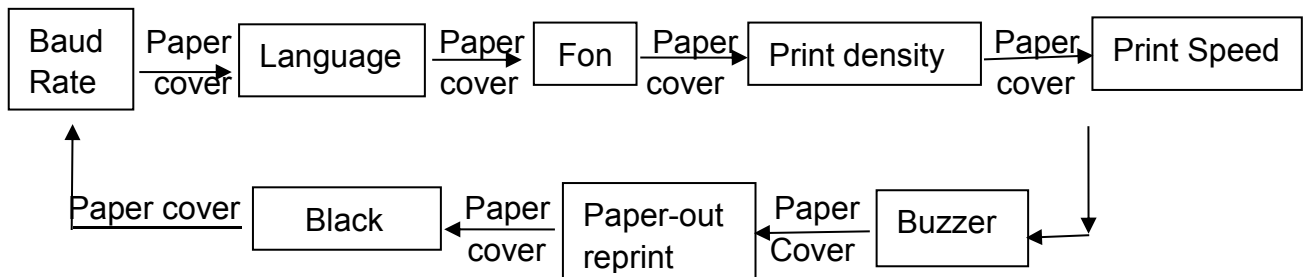 Baud
Rate
Paper
cover
Language
Paper
cover
Fon
Paper
cover
Print density
Paper
cover
Print Speed
Paper cover
Black
Paper
cover
Paper-out
reprint
Paper
Cover
Buzzer